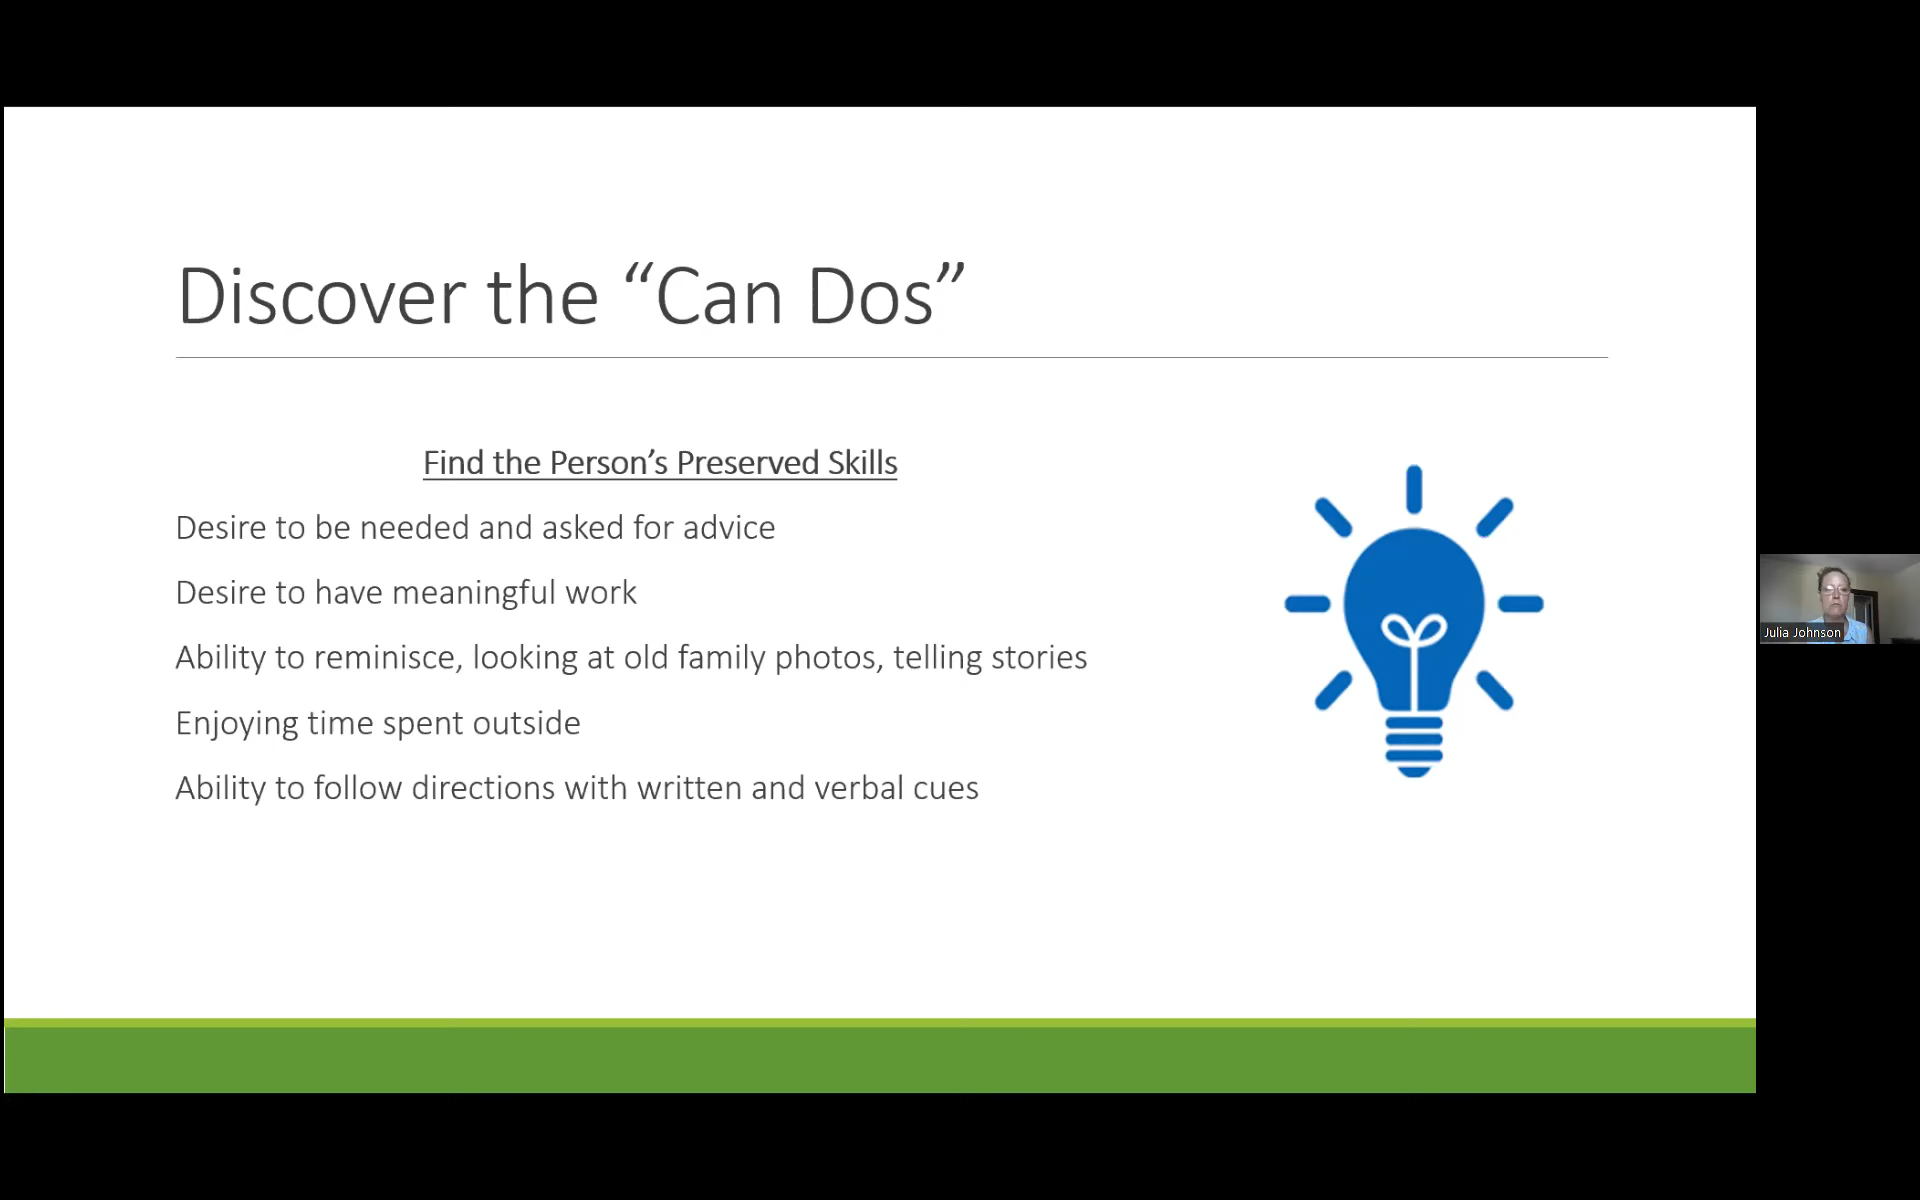 Discover the “Can Dos”
Find the Person’s Preserved Skills
Desire to be needed and asked for advice
Desire to have meaningful work
Ability to reminisce, looking at old family photos, telling stories
Enjoying time spent outside
Ability to follow directions with written and verbal cues
Julia Johnson